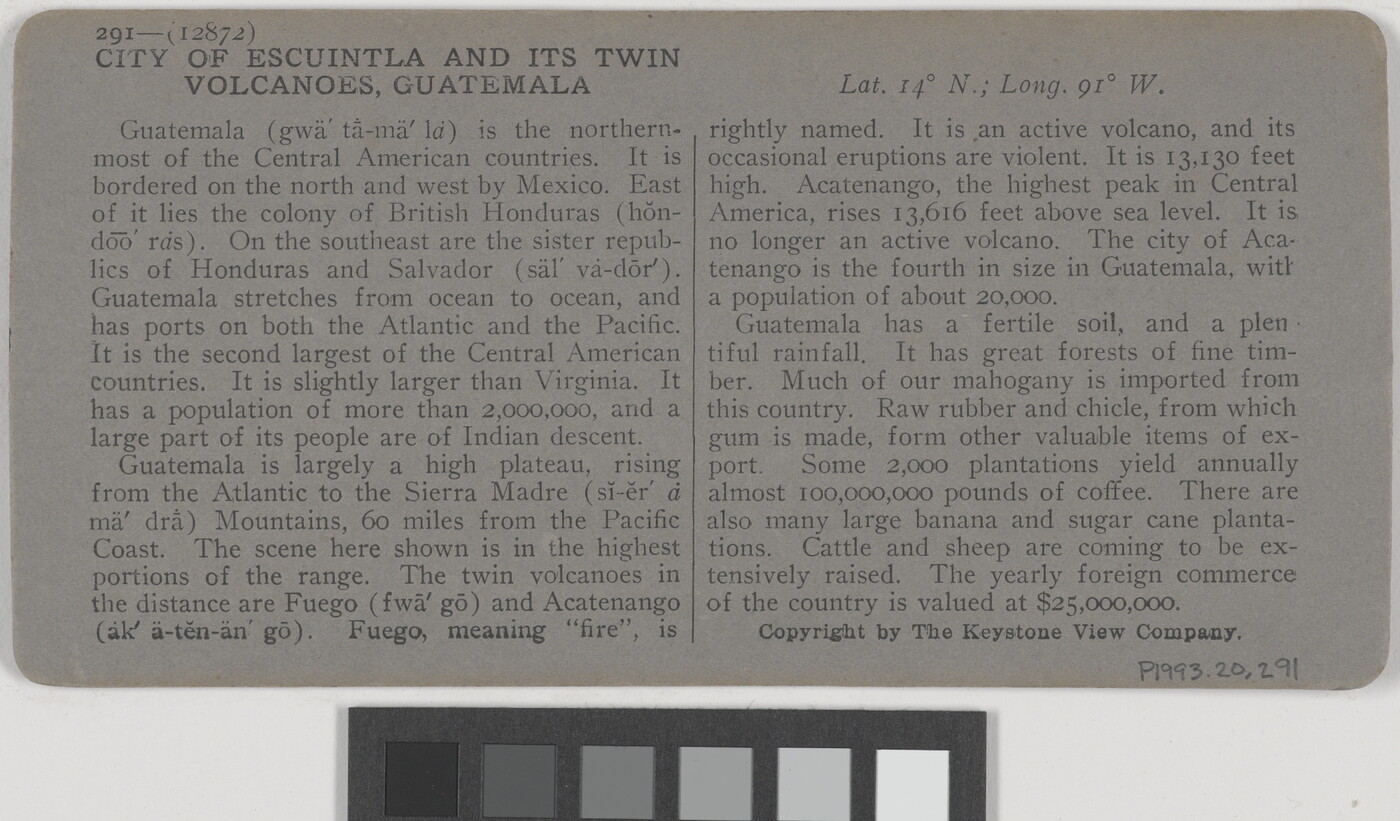 291—(12872)
CITY OF ESCUINTLA AND ITS TWIN
VOLCANOES, GUATEMALA
Lat. 14° N.; Long. 91° W.
Guatemala (gwä′ tå̄-mä′ lȧ) is the northern-
most of the Central American countries. It is
bordered on the north and west by Mexico. East
of it lies the colony of British Honduras (hŏn-
do͞o′ rȧs). On the southeast are the sister repub-
lics of Honduras and Salvador (säl′ vȧ-dōr′).
Guatemala stretches from ocean to ocean, and
has ports on both the Atlantic and the Pacific.
It is the second largest of the Central American
countries. It is slightly larger than Virginia. It
has a population of more than 2,000,000, and a
large part of its people are of Indian descent.
Guatemala is largely a high plateau, rising
from the Atlantic to the Sierra Madre (sĭ-ĕr′ ȧ
mä′ drå̄) Mountains, 60 miles from the Pacific
Coast. The scene here shown is in the highest
portions of the range. The twin volcanoes in
the distance are Fuego (fwā′ gō) and Acatenango
(ȧk′ ä-tĕn-än′ gō). Fuego, meaning "fire", is
rightly named. It is an active volcano, and its
occasional eruptions are violent. It is 13,130 feet
high. Acatenango, the highest peak in Central
America, rises 13,616 feet above sea level. It is
no longer an active volcano. The city of Aca-
tenango is the fourth in size in Guatemala, with
a population of about 20,000.
Guatemala has a fertile soil, and a plen-
tiful rainfall. It has great forests of fine tim-
ber. Much of our mahogany is imported from
this country. Raw rubber and chicle, from which
gum is made, form other valuable items of ex-
port. Some 2,000 plantations yield annually
almost 100,000,000 pounds of coffee. There are
also many large banana and sugar cane planta-
tions. Cattle and sheep are coming to be ex-
tensively raised. The yearly foreign commerce
of the country is valued at $25,000,000.
Copyright by The Keystone View Company.
P1993.20,291